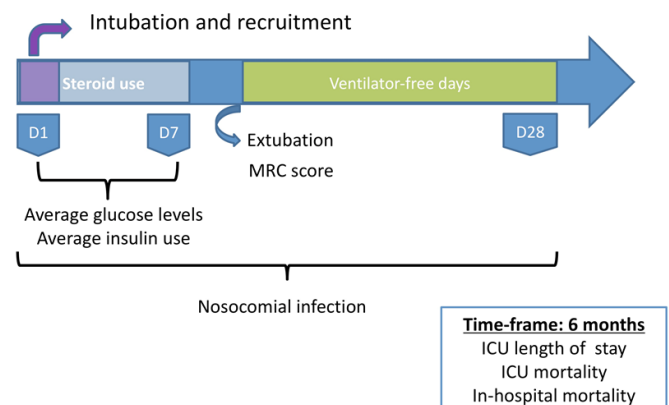 Intubation and recruitment
Steroid use
Ventilator-free days
D1
D7
D28
Extubation
MRC score
Average glucose levels
Average insulin use
Nosocomial infection
Time-frame: 6 months
ICU length of stay
ICU mortality
In-hospital mortality